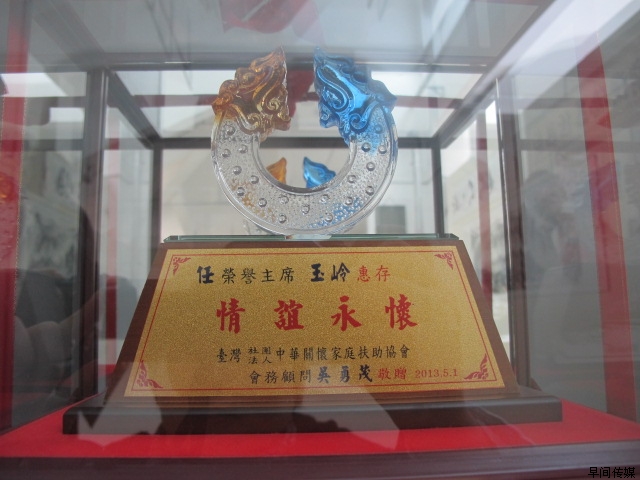 任榮譽主席 玉岭 惠存
情誼永懷
臺灣社團法人中華關懷家庭扶助協會
會務顧問吳勇茂敬贈 2013.5.1
早间传媒